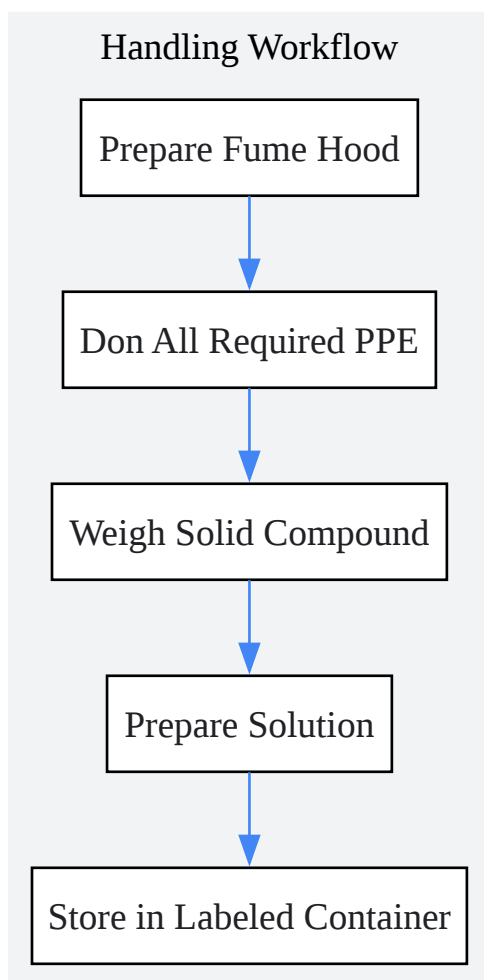 Handling Workflow
Prepare Fume Hood
Don All Required PPE
Weigh Solid Compound
Prepare Solution
Store in Labeled Container